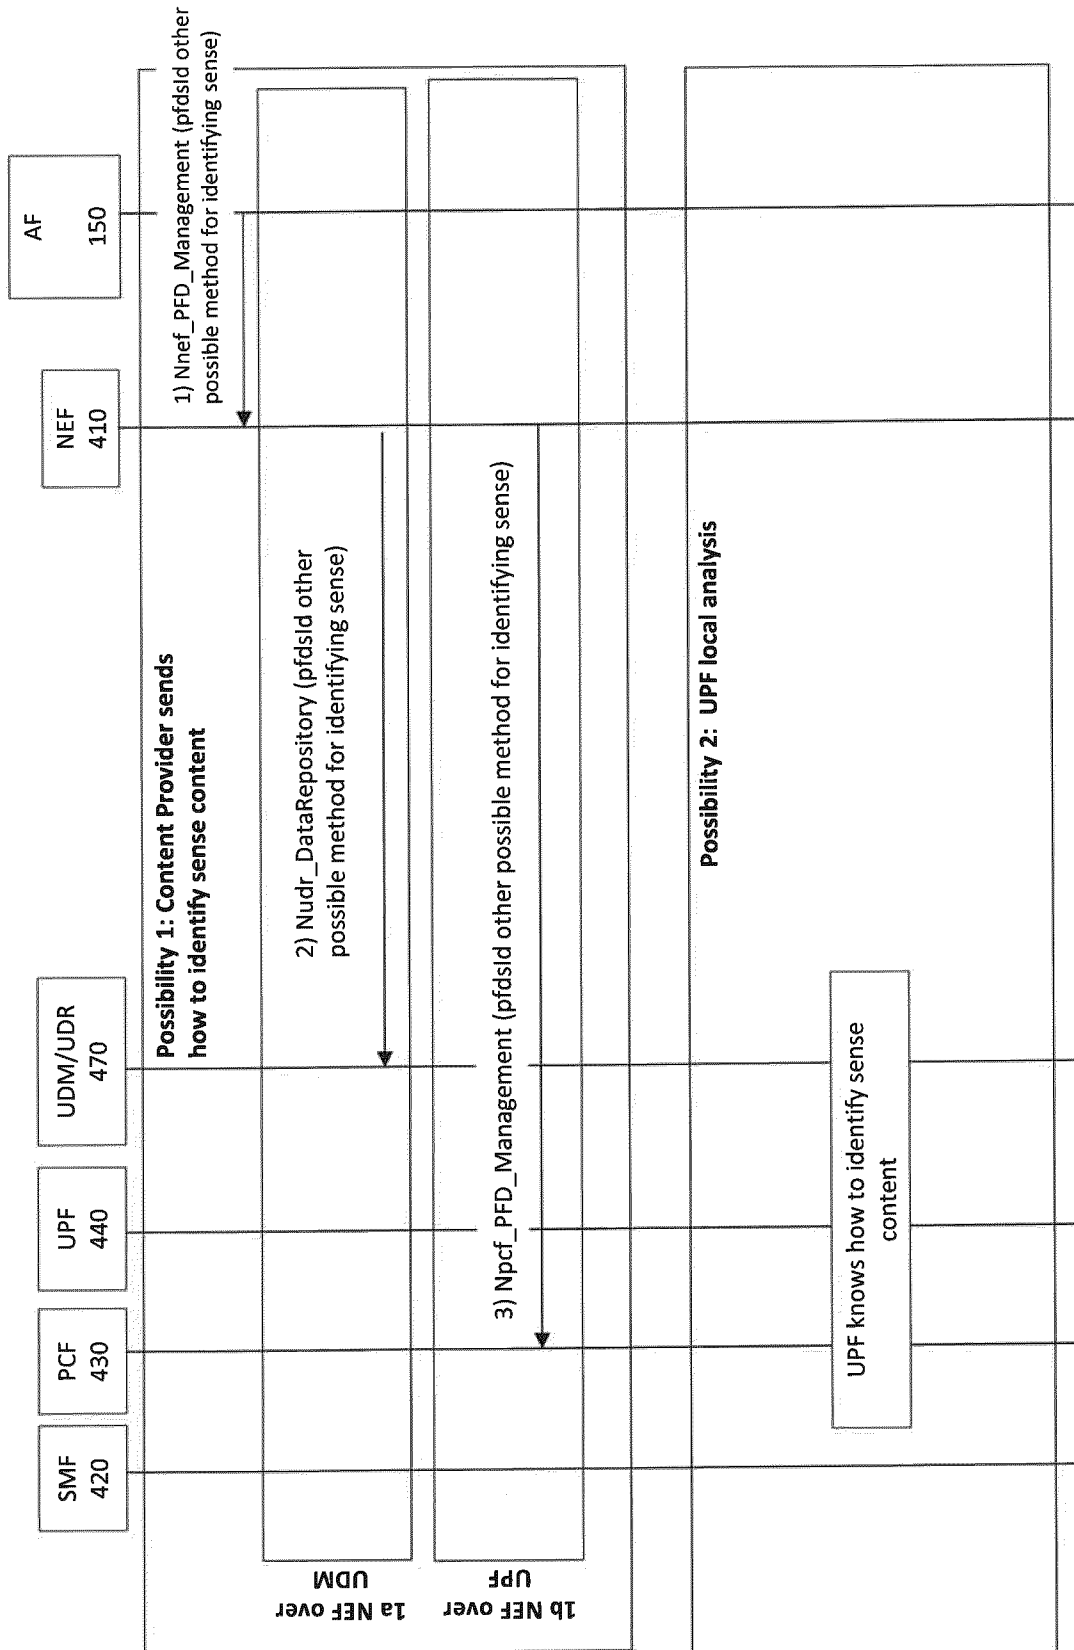 SMF
420
PCF
430
UPF
440
UDM/UDR
470
NEF
410
AF
150
Possibility 1: Content Provider sends
how to identify sense content
1) Nnef_PFD_Management (pfdsId other
possible method for identifying sense)
1a NEF over
UDM
2) Nudr_DataRepository (pfdsId other
possible method for identifying sense)
1b NEF over
UPF
3) Npcf_PFD_Management (pfdsId other possible method for identifying sense)
Possibility 2: UPF local analysis
UPF knows how to identify sense
content